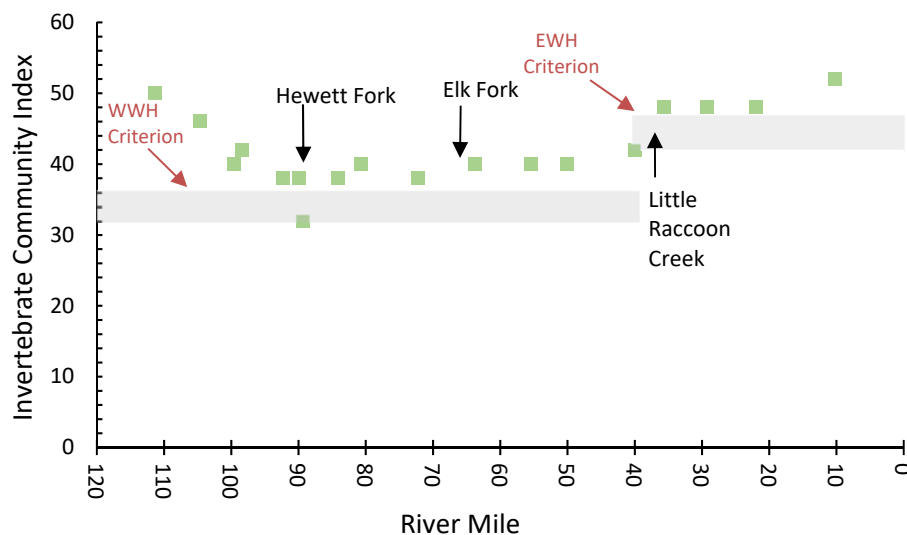 Invertebrate Community Index
60
50
40
30
20
10
0
WWH
Criterion
Hewett Fork
Elk Fork
EWH
Criterion
Little
Raccoon
Creek
120
110
100
90
80
70
60
50
40
30
20
10
0
River Mile